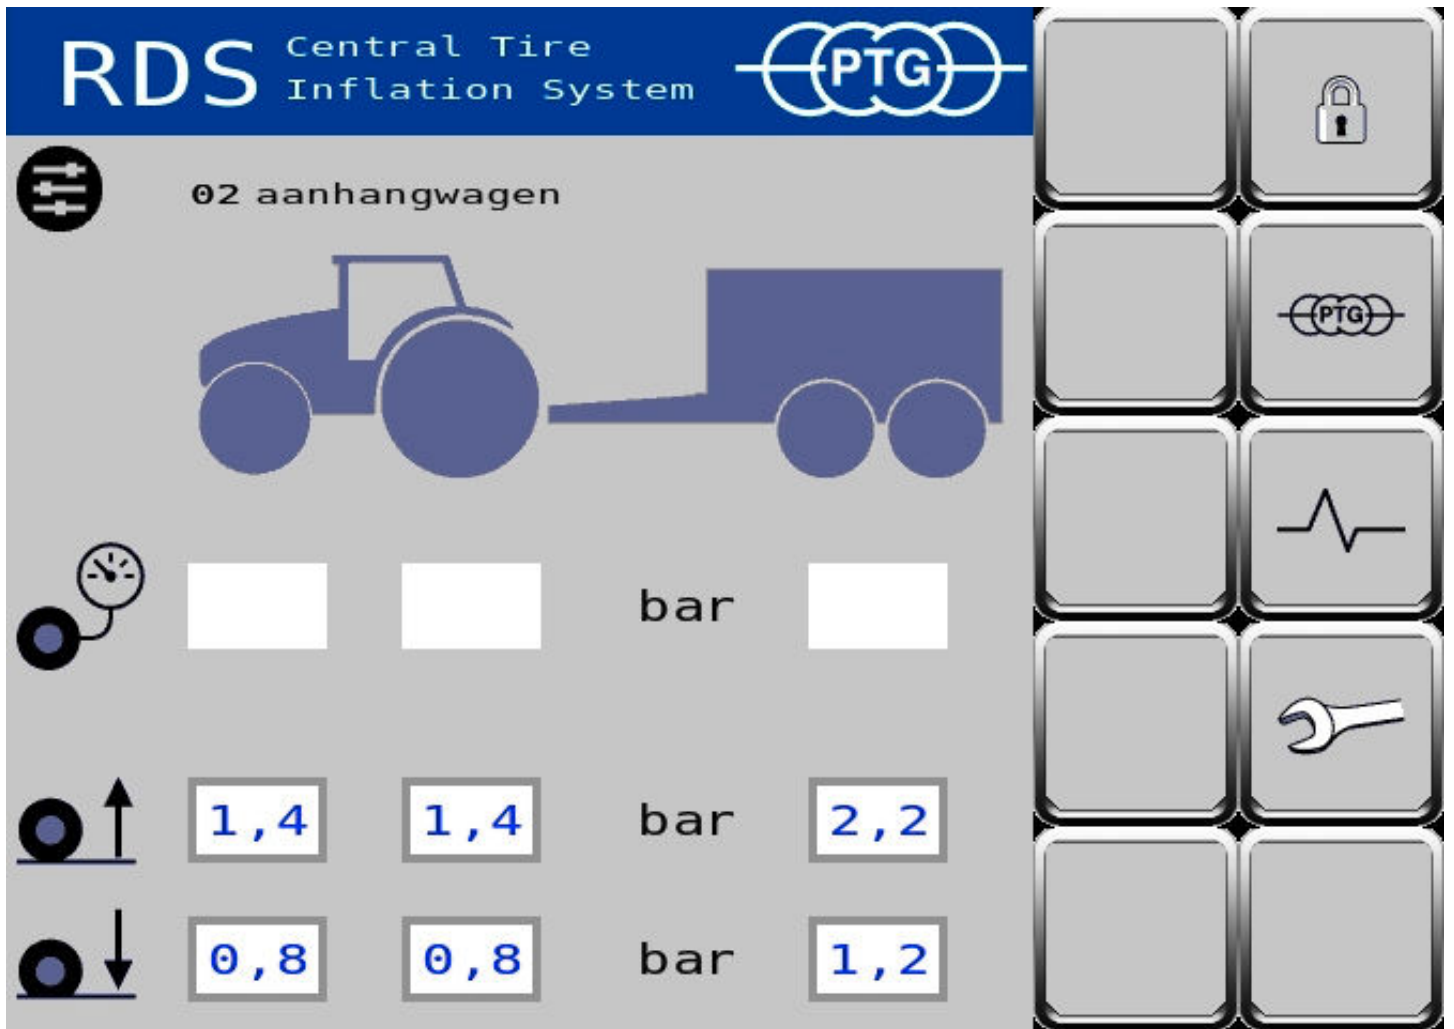 RDS
Central Tire
Inflation System
PTG
02 aanhangwagen
PTG
bar
1,4 1,4 bar 2,2
0,8 0,8 bar 1,2